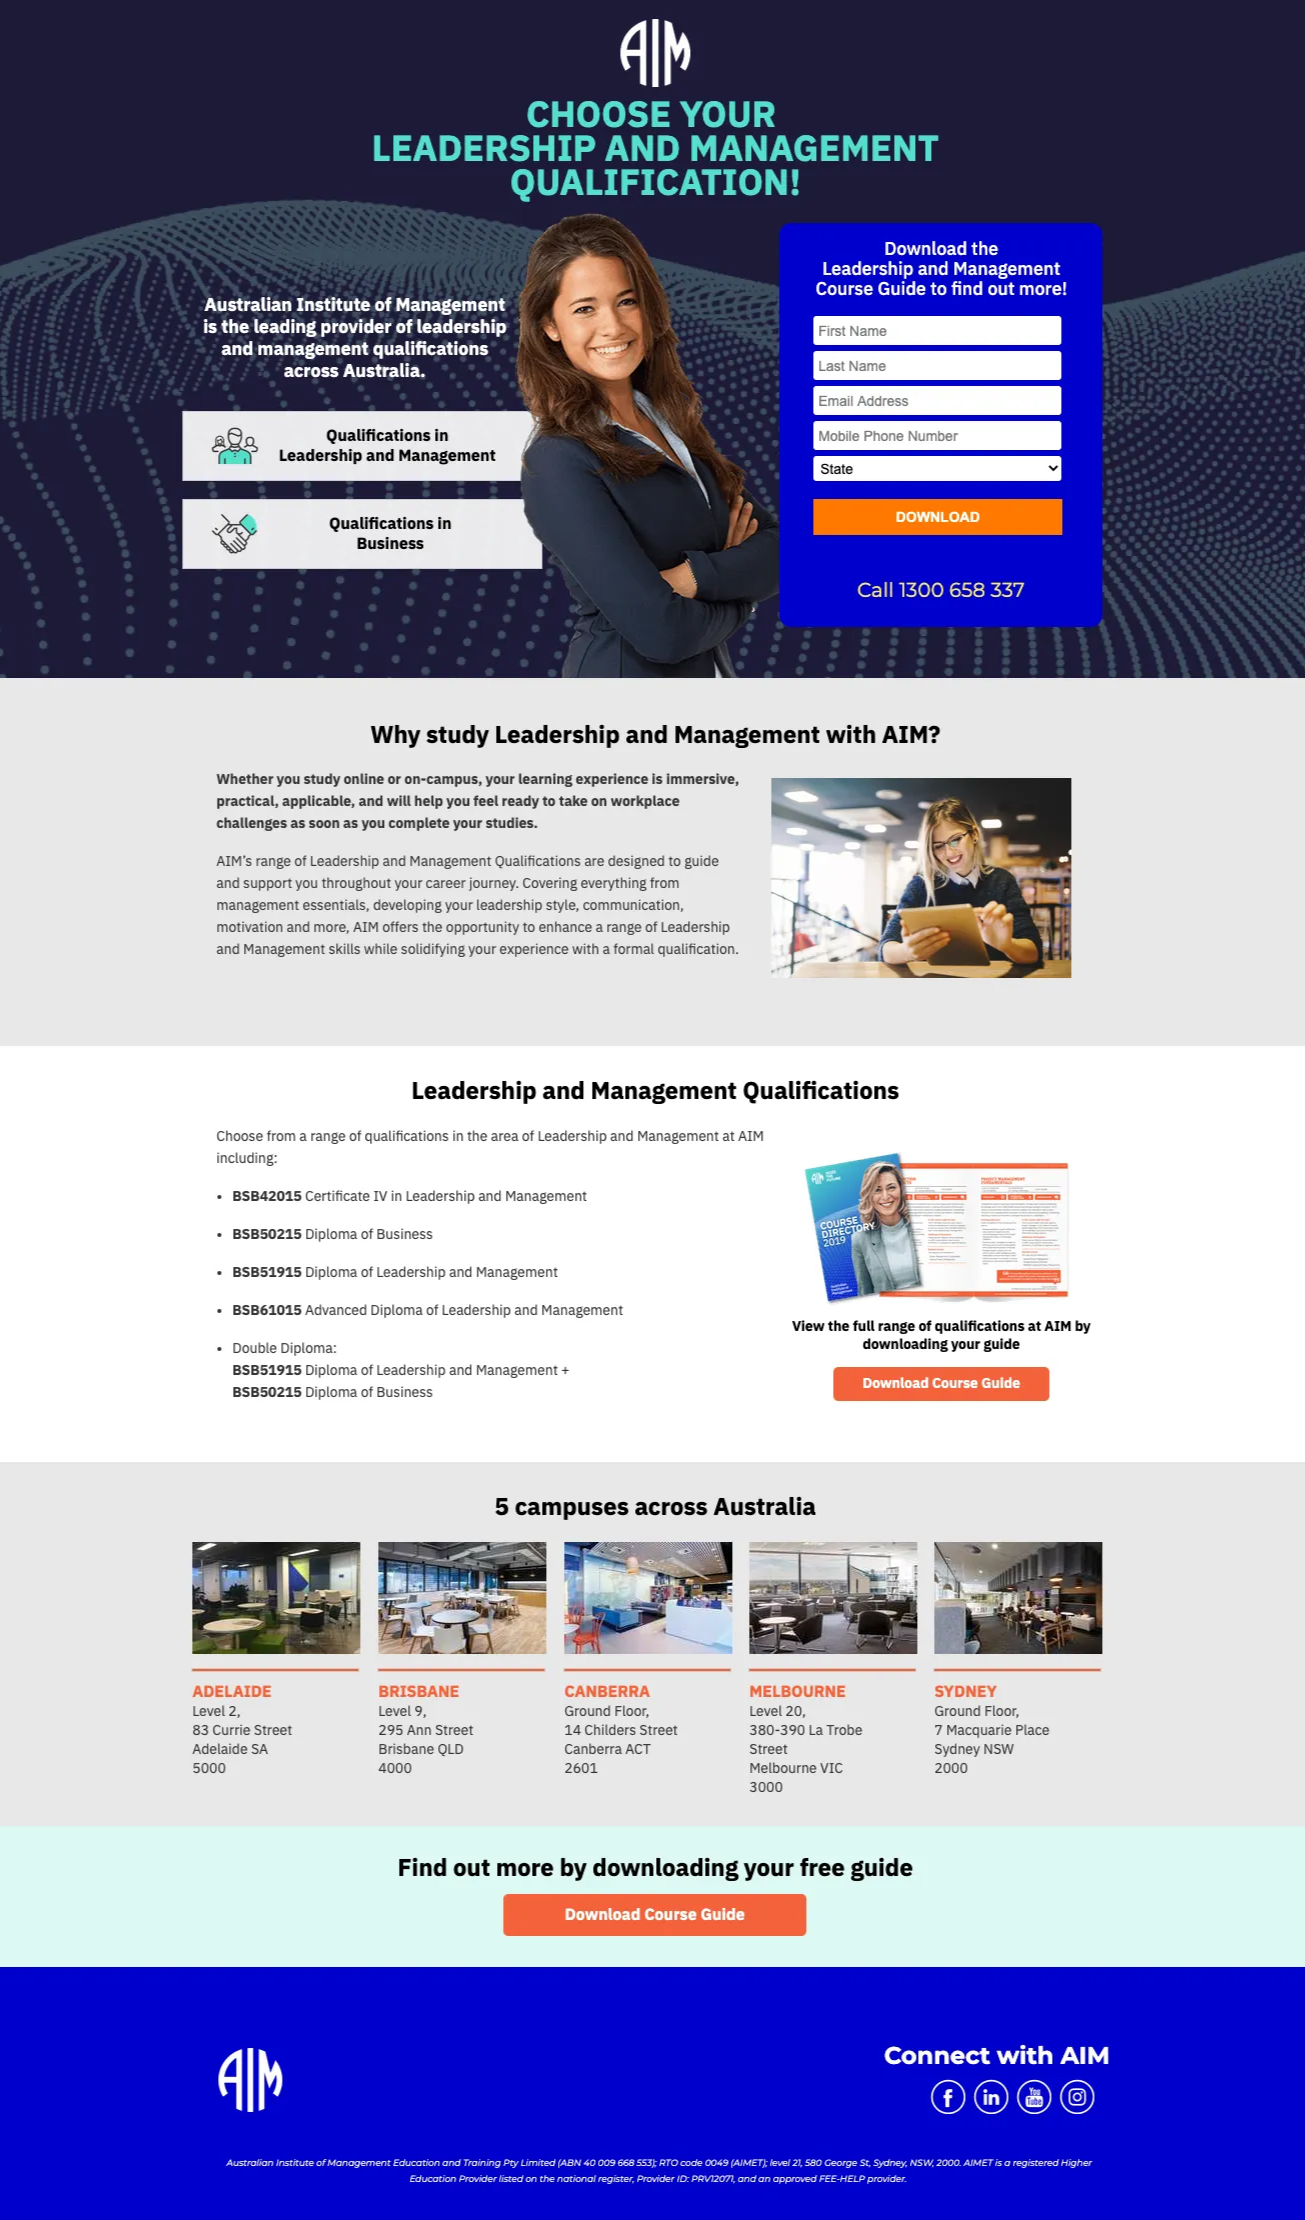 AIM
CHOOSE YOUR
LEADERSHIP AND MANAGEMENT
QUALIFICATION!
Australian Institute of Management
is the leading provider of leadership
and management qualifications
across Australia.
Qualifications in
Leadership and Management
Qualifications in
Business
Download the
Leadership and Management
Course Guide to find out more!
First Name
Last Name
Email Address
Mobile Phone Number
State
DOWNLOAD
Call 1300 658 337
Why study Leadership and Management with AIM?
Whether you study online or on-campus, your learning experience is immersive,
practical, applicable, and will help you feel ready to take on workplace
challenges as soon as you complete your studies.
AIM’s range of Leadership and Management Qualifications are designed to guide
and support you throughout your career journey. Covering everything from
management essentials, developing your leadership style, communication,
motivation and more, AIM offers the opportunity to enhance a range of Leadership
and Management skills while solidifying your experience with a formal qualification.
Leadership and Management Qualifications
Choose from a range of qualifications in the area of Leadership and Management at AIM
including:
• BSB42015 Certificate IV in Leadership and Management
• BSB50215 Diploma of Business
• BSB51915 Diploma of Leadership and Management
• BSB61015 Advanced Diploma of Leadership and Management
• Double Diploma:
BSB51915 Diploma of Leadership and Management +
BSB50215 Diploma of Business
COURSE
DIRECTORY
2019
PROJECT MANAGEMENT
FUNDAMENTALS
View the full range of qualifications at AIM by
downloading your guide
Download Course Guide
5 campuses across Australia
ADELAIDE
Level 2,
83 Currie Street
Adelaide SA
5000
BRISBANE
Level 9,
295 Ann Street
Brisbane QLD
4000
CANBERRA
Ground Floor,
14 Childers Street
Canberra ACT
2601
MELBOURNE
Level 20,
380-390 La Trobe
Street
Melbourne VIC
3000
SYDNEY
Ground Floor,
7 Macquarie Place
Sydney NSW
2000
Find out more by downloading your free guide
Download Course Guide
AIM
Connect with AIM
f
in
You
Tube
Australian Institute of Management Education and Training Pty Limited (ABN 40 009 668 553); RTO code 0049 (AIMET); level 21, 580 George St, Sydney, NSW, 2000. AIMET is a registered Higher
Education Provider listed on the national register, Provider ID: PRV12071, and an approved FEE-HELP provider.